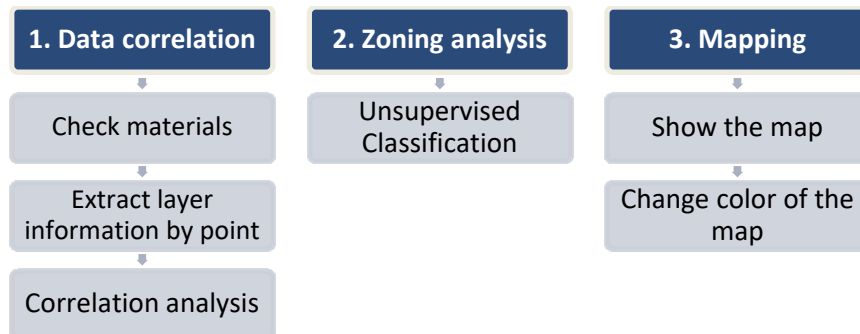 1. Data correlation
Check materials
Extract layer
information by point
Correlation analysis
2. Zoning analysis
Unsupervised
Classification
3. Mapping
Show the map
Change color of the
map